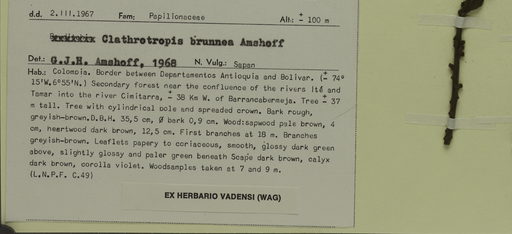 d.d. 2.III.1967 Fam: Papilionaceae Alt: ± 100 m
Clathrotropis brunnea Amshoff
Det: G.J.H. Amshoff, 1968 N. Vulg.: Sapan
Hab: Colombia. Border between Departamentos Antioquia and Bolivar. (± 74°
15'W.6°55'N.) Secondary forest near the confluence of the rivers Ité and
Tamar into the river Cimitarra, ± 38 Km W. of Barrancabermeja. Tree ± 37
m tall. Tree with cylindrical bole and spreaded crown. Bark rough,
greyish-brown. D.B.H. 35,5 cm, Ø bark 0,9 cm. Wood:sapwood pale brown, 4
cm, heartwood dark brown, 12,5 cm. First branches at 18 m. Branches
greyish-brown. Leaflets papery to coriaceous, smooth, glossy dark green
above, slightly glossy and paler green beneath Scape dark brown, calyx
dark brown, corolla violet. Woodsamples taken at 7 and 9 m.
(L.N.P.F. C.49)
EX HERBARIO VADENSI (WAG)